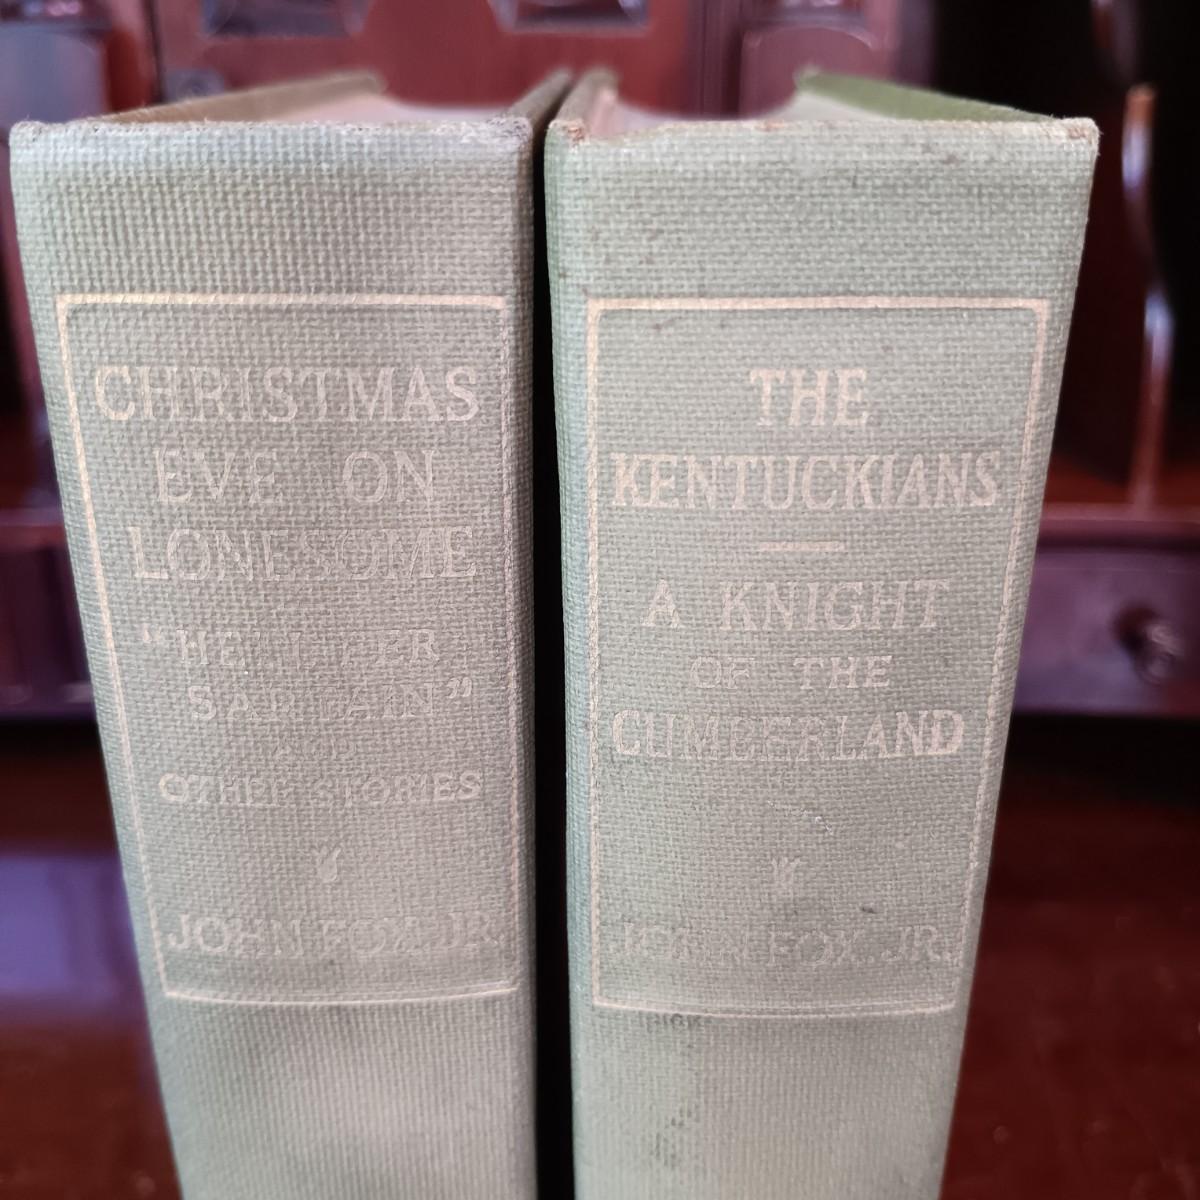 CHRISTMAS
EVE ON
LONESOME
"HELL FER
SARTAIN"
AND
OTHER STORIES
JOHN FOX, JR.
THE
KENTUCKIANS
A KNIGHT
OF THE
CUMBERLAND
JOHN FOX, JR.